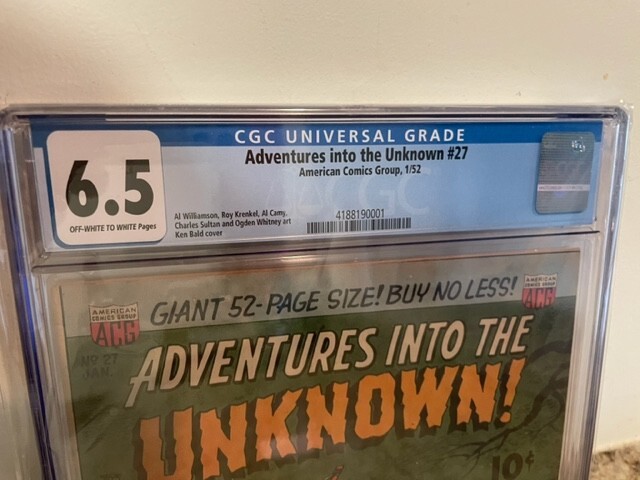 CGC UNIVERSAL GRADE
6.5
OFF-WHITE TO WHITE Pages
Adventures into the Unknown #27
American Comics Group, 1/52
Al Williamson, Roy Krenkel, Al Camy,
Charles Sultan and Ogden Whitney art
Ken Bald cover
4188190001
AMERICAN
COMICS GROUP
ACG
GIANT 52-PAGE SIZE! BUY NO LESS!
AMERICAN
COMICS GROUP
ACG
NO 27
JAN.
ADVENTURES INTO THE
UNKNOWN!
10¢